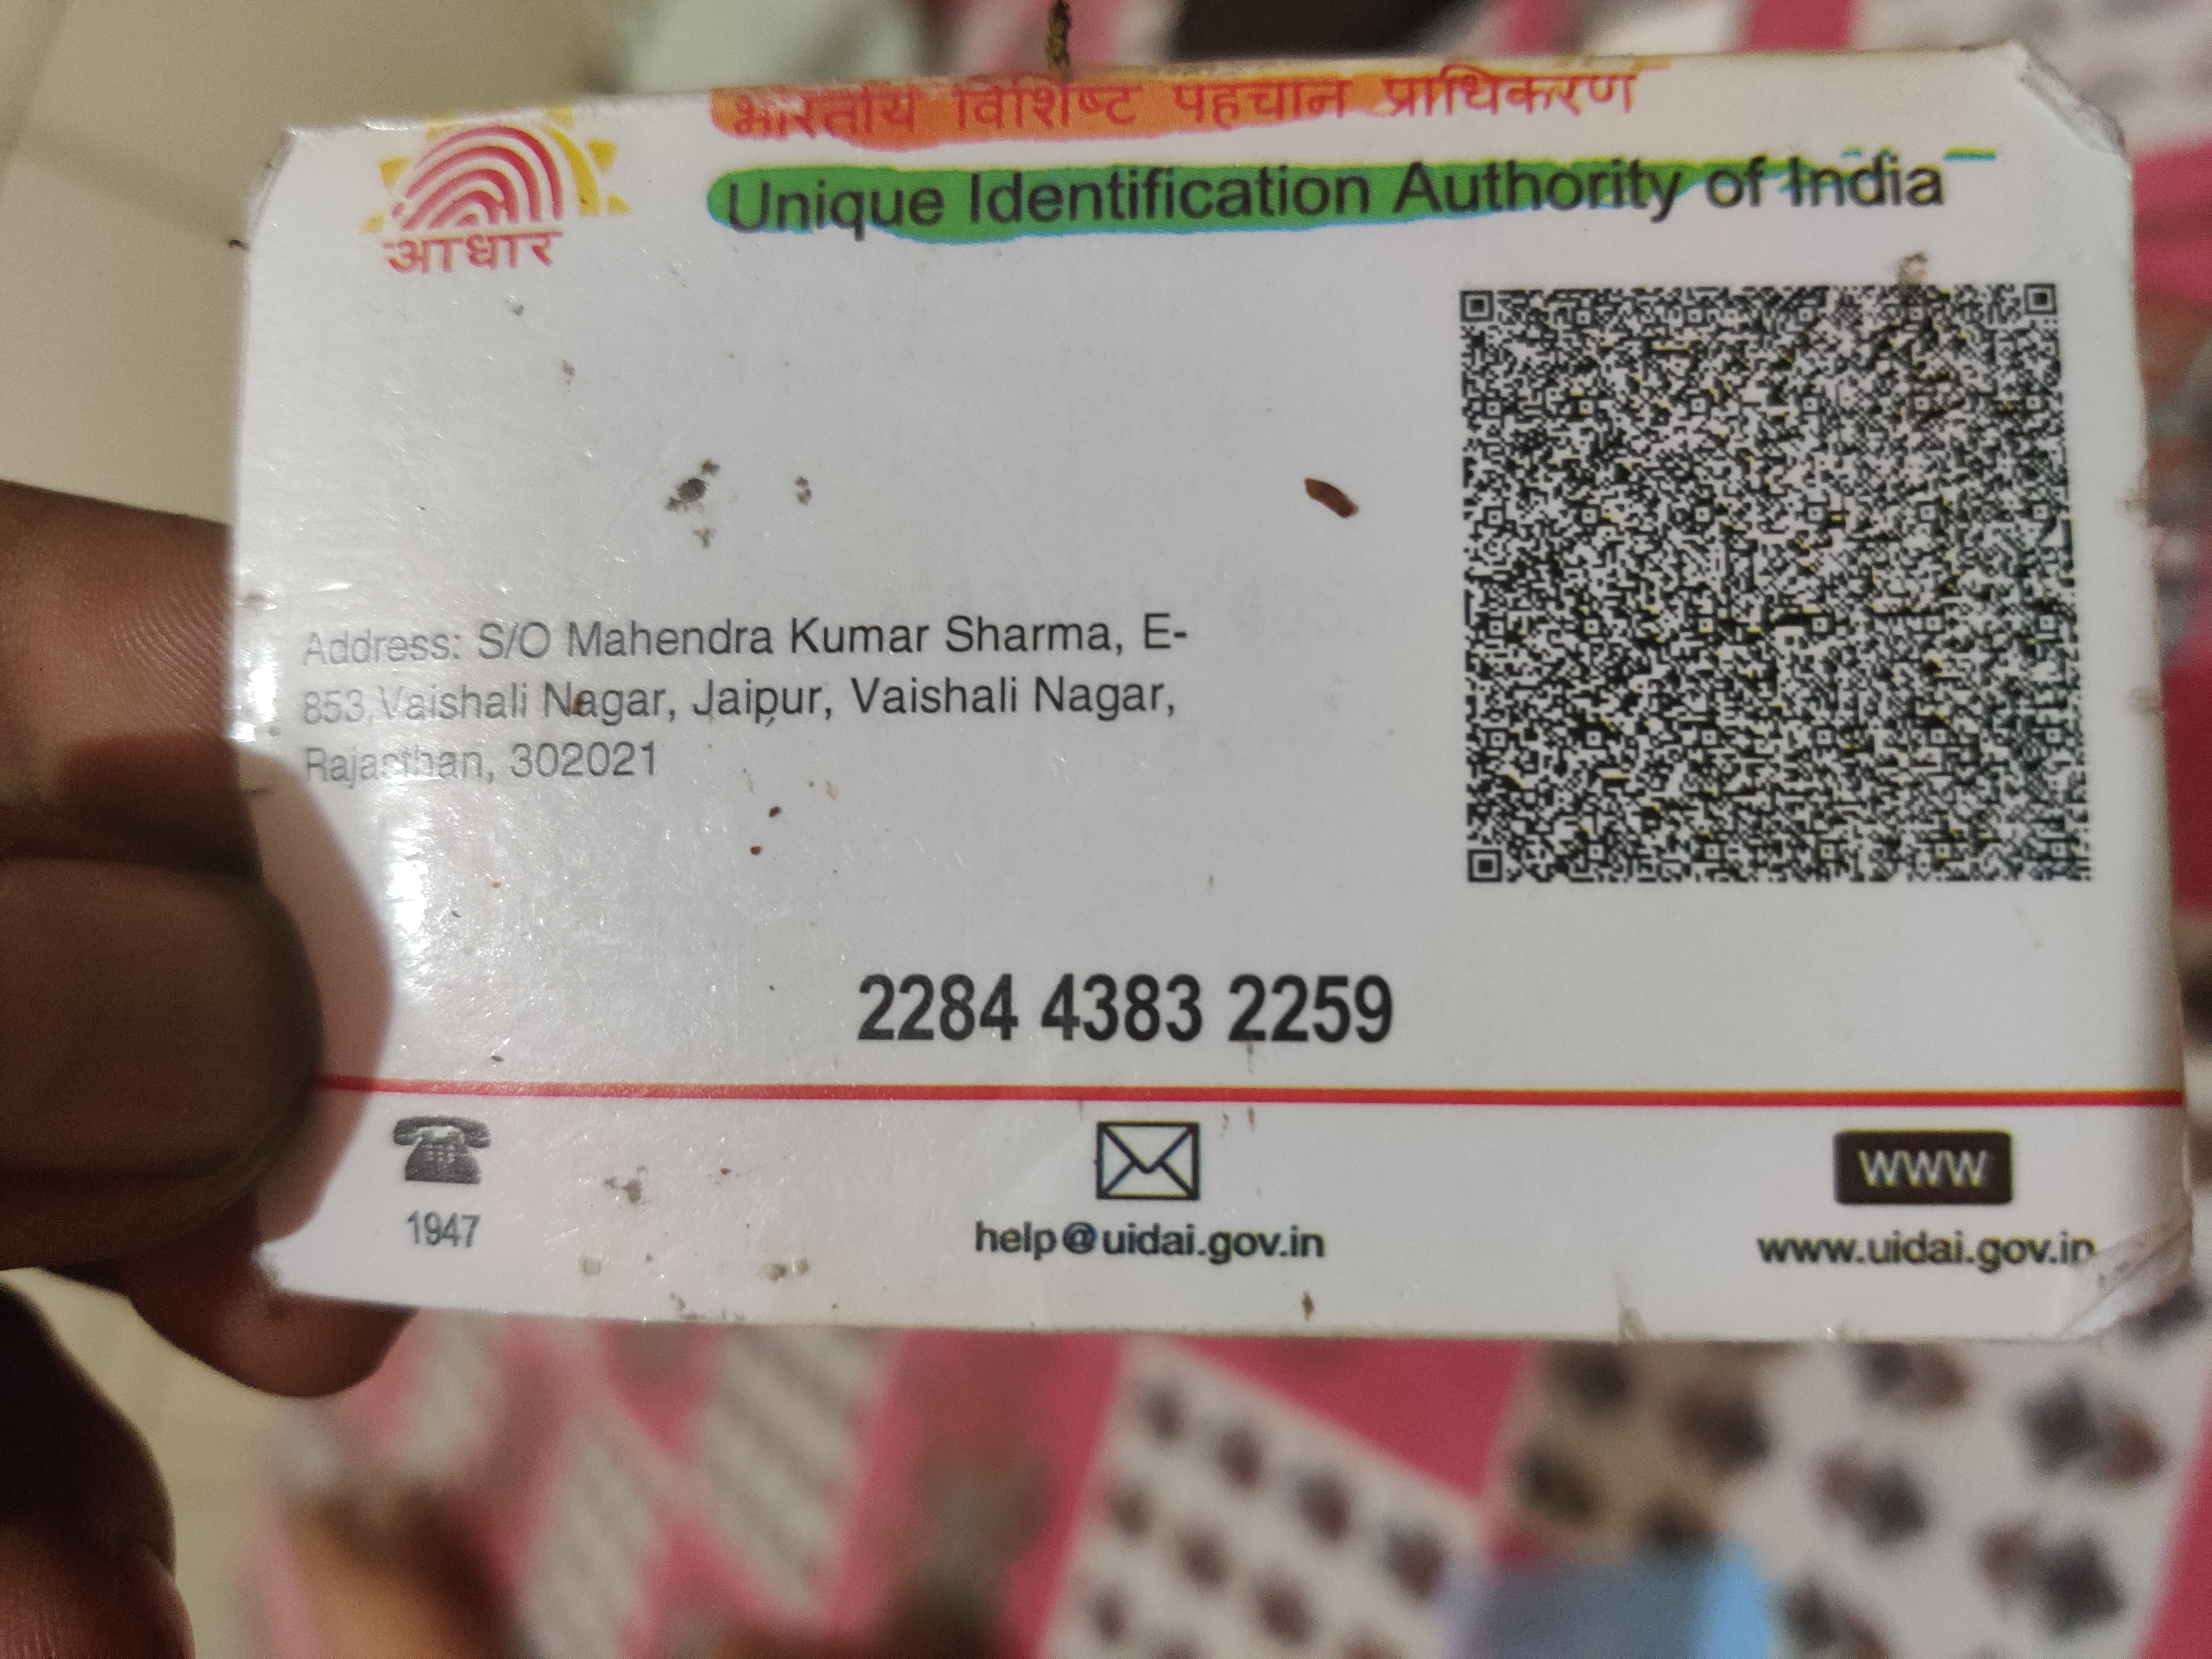 भारतीय विशिष्ट पहचान प्राधिकरण
Unique Identification Authority of India
आधार
Address: S/O Mahendra Kumar Sharma, E-
853,Vaishali Nagar, Jaipur, Vaishali Nagar,
Rajasthan, 302021
2284 4383 2259
1947
help@uidai.gov.in
WWW
www.uidai.gov.in